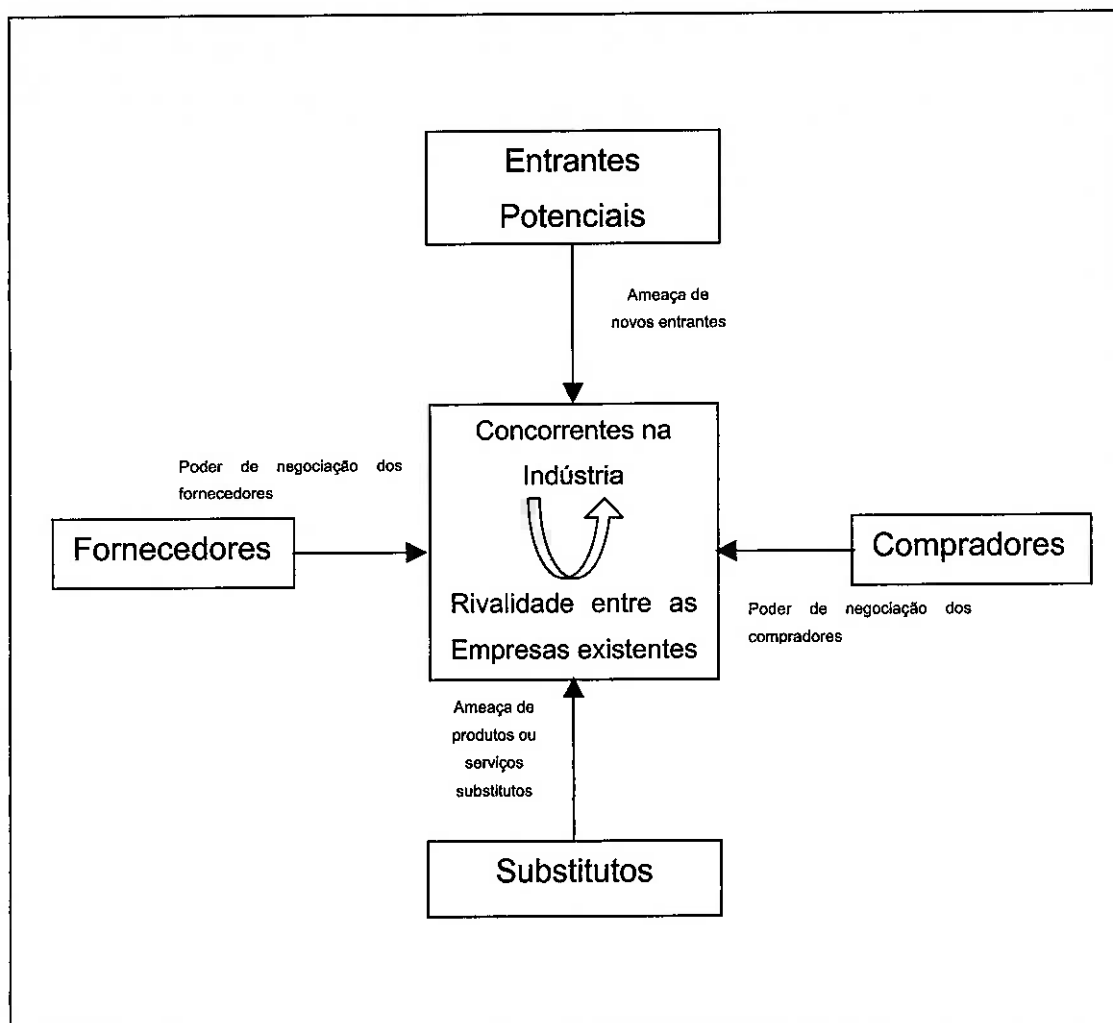 Entrantes
Potenciais
Ameaça de
novos entrantes
Concorrentes na
Indústria
Poder de negociação dos
fornecedores
Fornecedores
Compradores
Rivalidade entre as
Empresas existentes
Poder de negociação dos
compradores
Ameaça de
produtos ou
serviços
substitutos
Substitutos